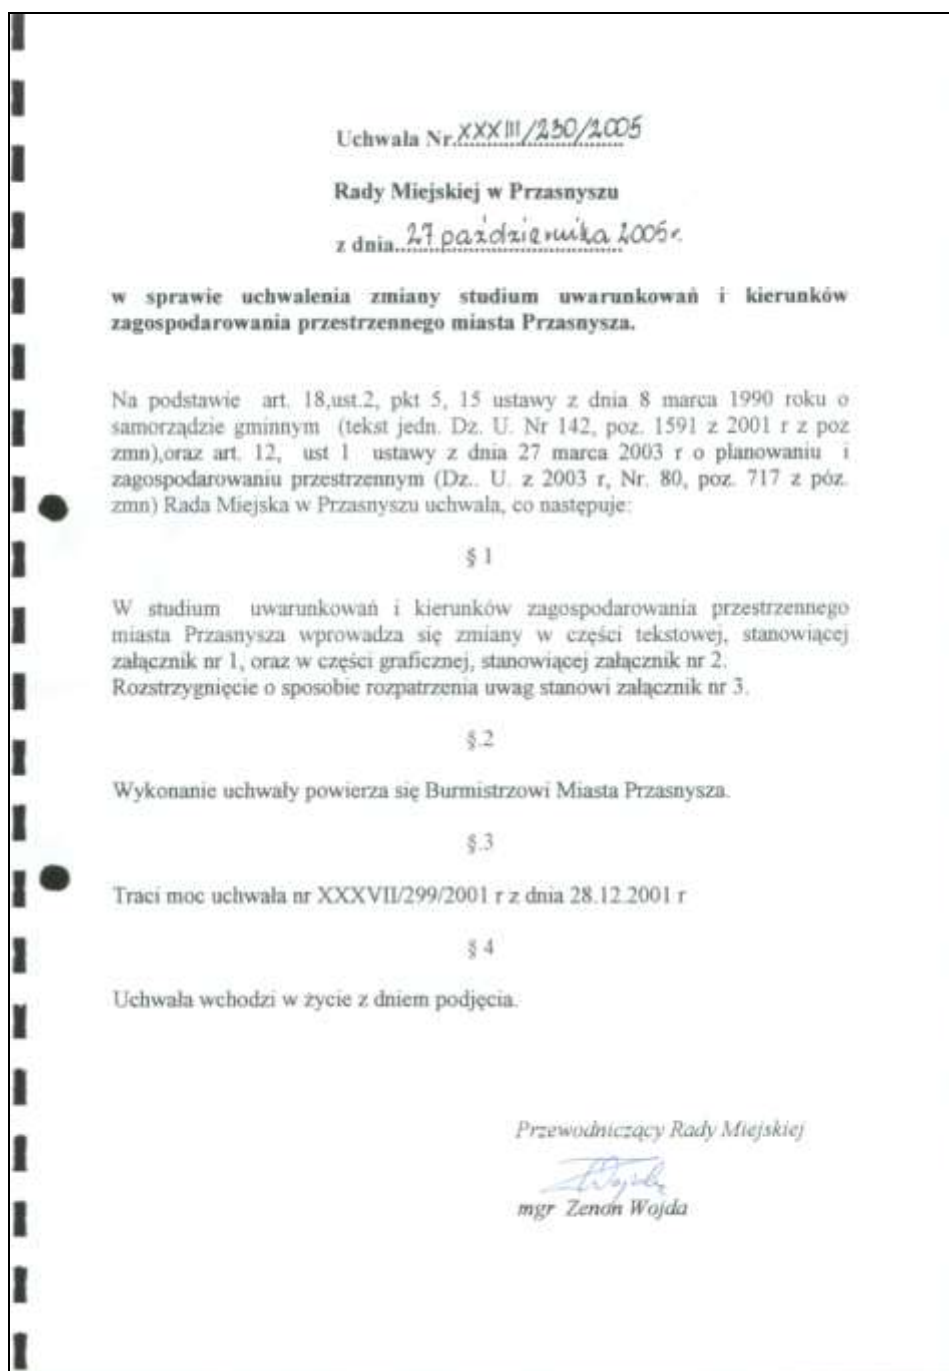 Uchwała Nr.XXXIII/230/2005
Rady Miejskiej w Przasnyszu
z dnia..27 października 2005r.
w sprawie uchwalenia zmiany studium uwarunkowań i kierunków
zagospodarowania przestrzennego miasta Przasnysza.
Na podstawie art. 18,ust.2, pkt 5, 15 ustawy z dnia 8 marca 1990 roku o
samorządzie gminnym (tekst jedn. Dz. U. Nr 142, poz. 1591 z 2001 r z poz
zmn),oraz art. 12, ust 1 ustawy z dnia 27 marca 2003 r o planowaniu i
zagospodarowaniu przestrzennym (Dz.. U. z 2003 r, Nr. 80, poz. 717 z póz.
zmn) Rada Miejska w Przasnyszu uchwala, co następuje:
§ 1
W studium uwarunkowań i kierunków zagospodarowania przestrzennego
miasta Przasnysza wprowadza się zmiany w części tekstowej, stanowiącej
załącznik nr 1, oraz w części graficznej, stanowiącej załącznik nr 2.
Rozstrzygnięcie o sposobie rozpatrzenia uwag stanowi załącznik nr 3.
§.2
Wykonanie uchwały powierza się Burmistrzowi Miasta Przasnysza.
§.3
Traci moc uchwała nr XXXVII/299/2001 r z dnia 28.12.2001 r
§ 4
Uchwała wchodzi w życie z dniem podjęcia.
Przewodniczący Rady Miejskiej
mgr Zenon Wojda